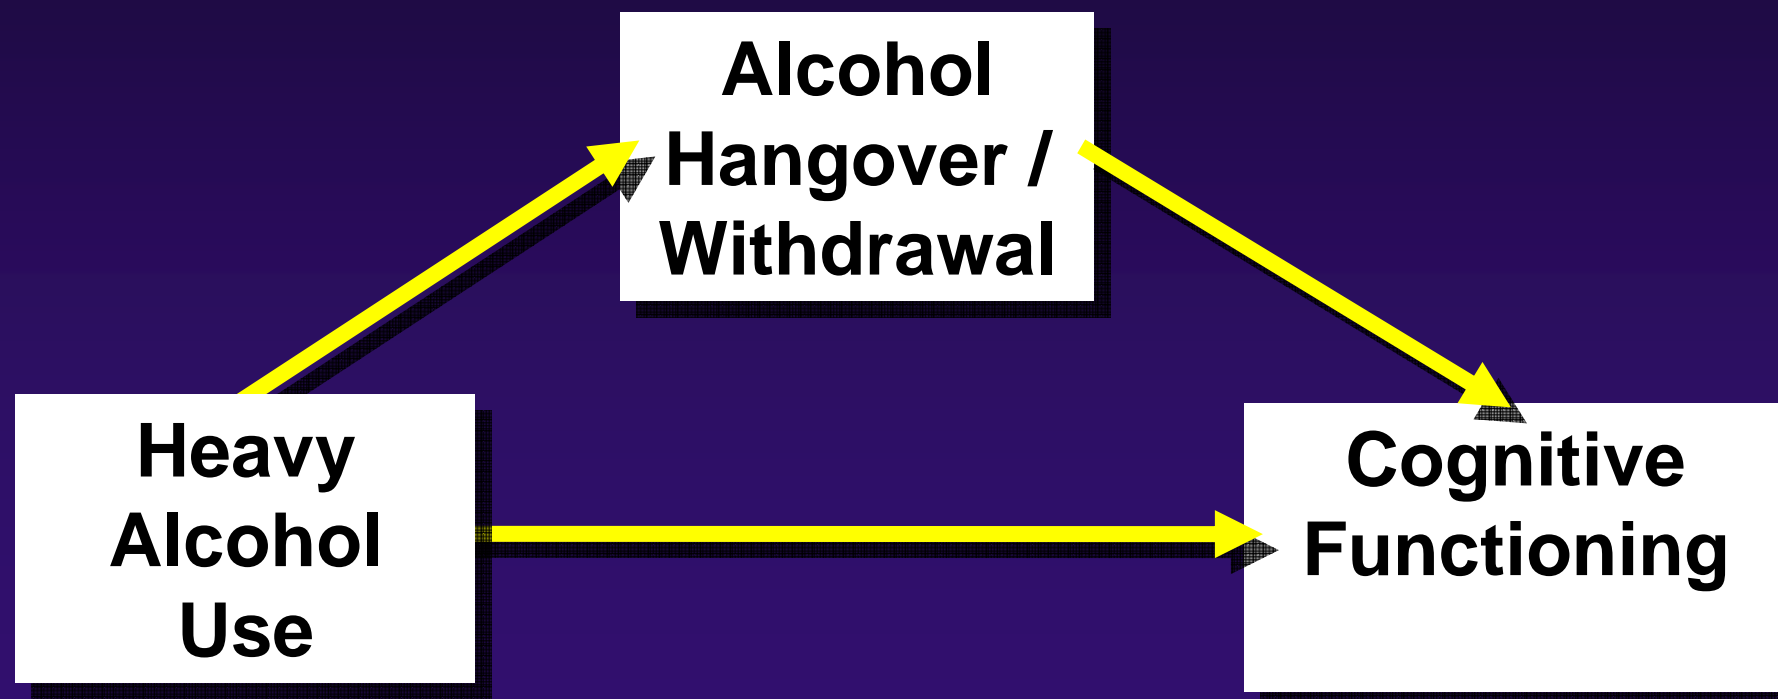 Alcohol
Hangover /
Withdrawal
Heavy
Alcohol
Use
Cognitive
Functioning